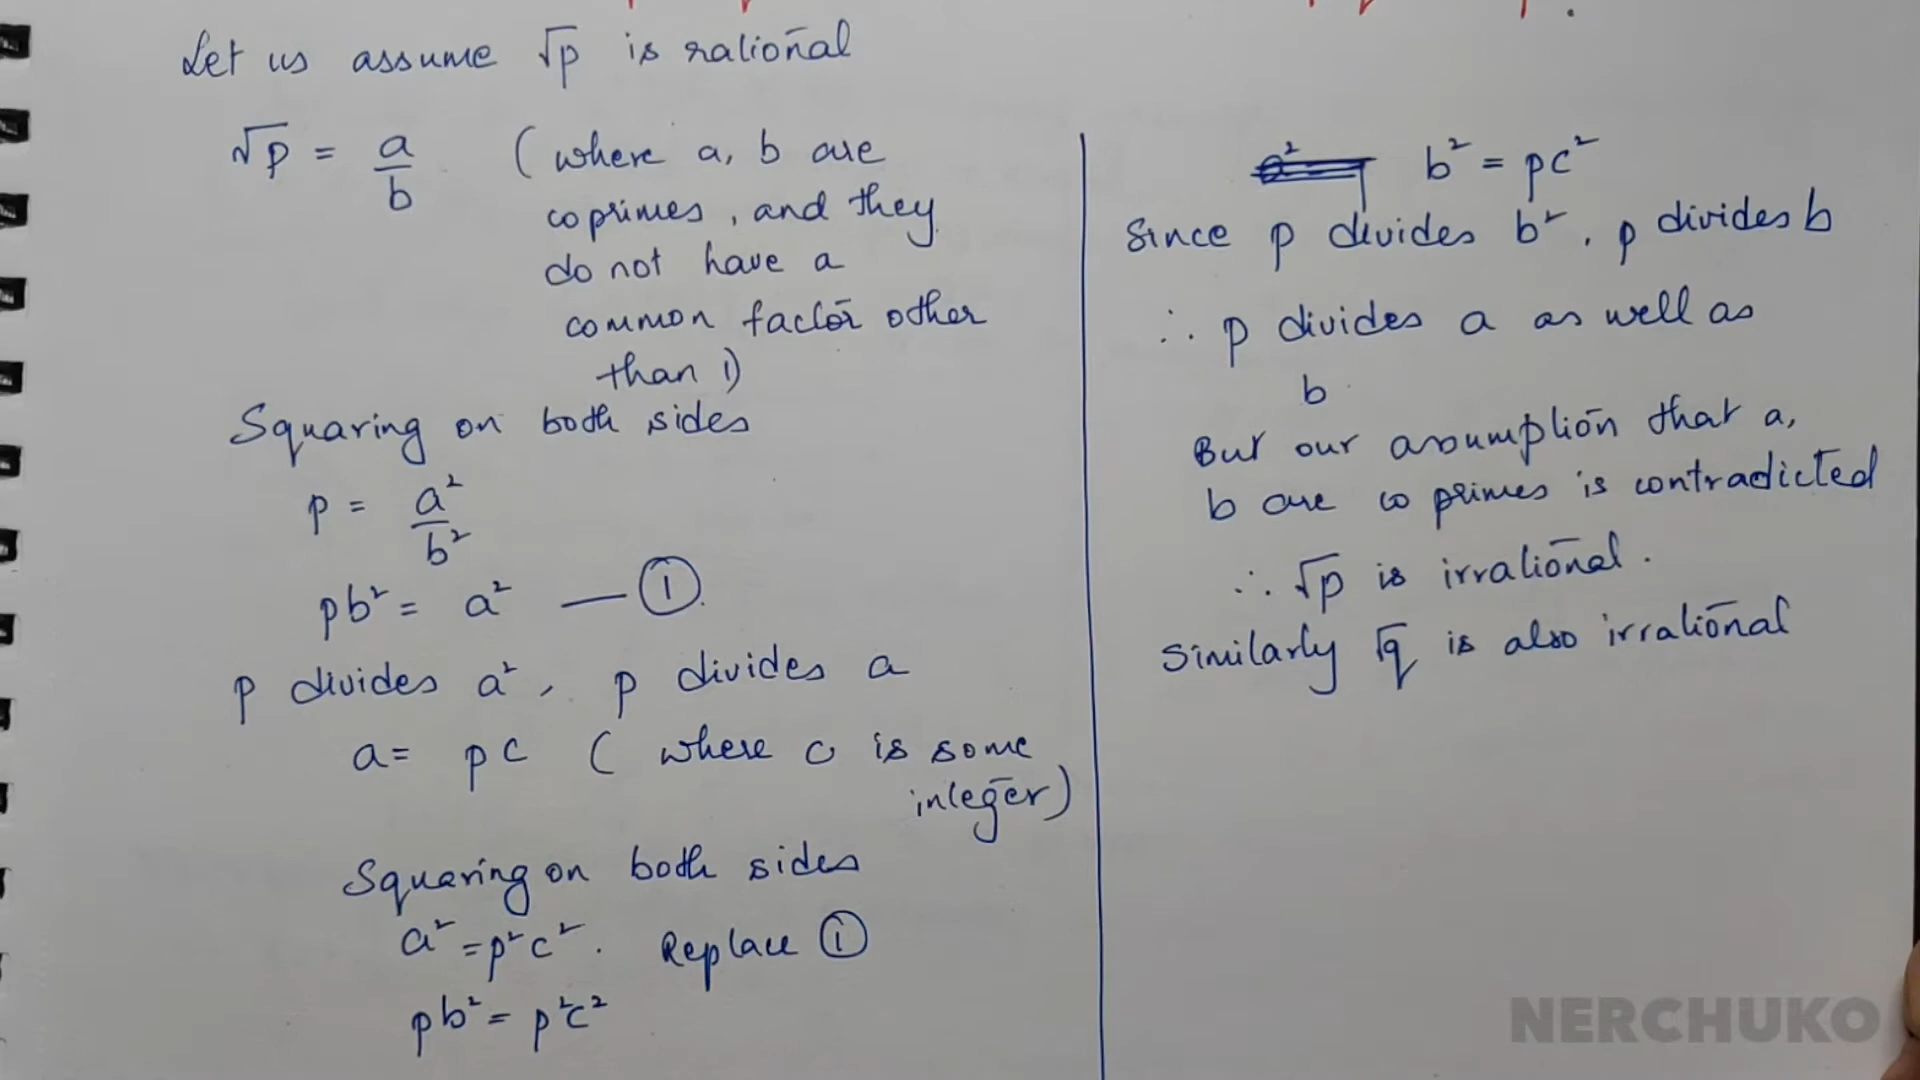 Let us assume √p is rational
√p = a/b (where a, b are
coprimes, and they
do not have a
common factor other
than 1)
Squaring on both sides
p = a²/b²
pb² = a² — ①
p divides a², p divides a
a = pc (where c is some
integer)
Squaring on both sides
a² = p²c². Replace ①
pb² = p²c²
b² = pc²
Since p divides b², p divides b
∴ p divides a as well as
b
But our assumption that a,
b are co primes is contradicted
∴ √p is irrational.
Similarly √q is also irrational
NERCHUKO